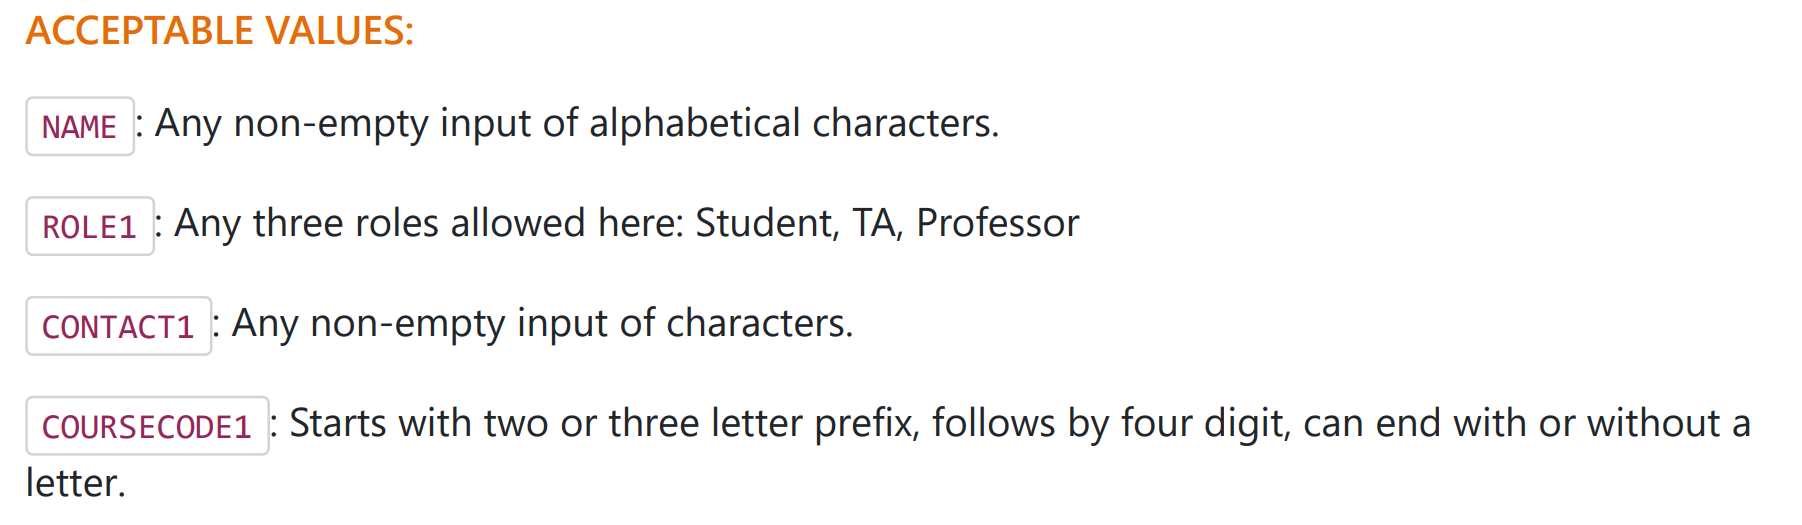 ACCEPTABLE VALUES:
NAME : Any non-empty input of alphabetical characters.
ROLE1 : Any three roles allowed here: Student, TA, Professor
CONTACT1 : Any non-empty input of characters.
COURSECODE1 : Starts with two or three letter prefix, follows by four digit, can end with or without a
letter.